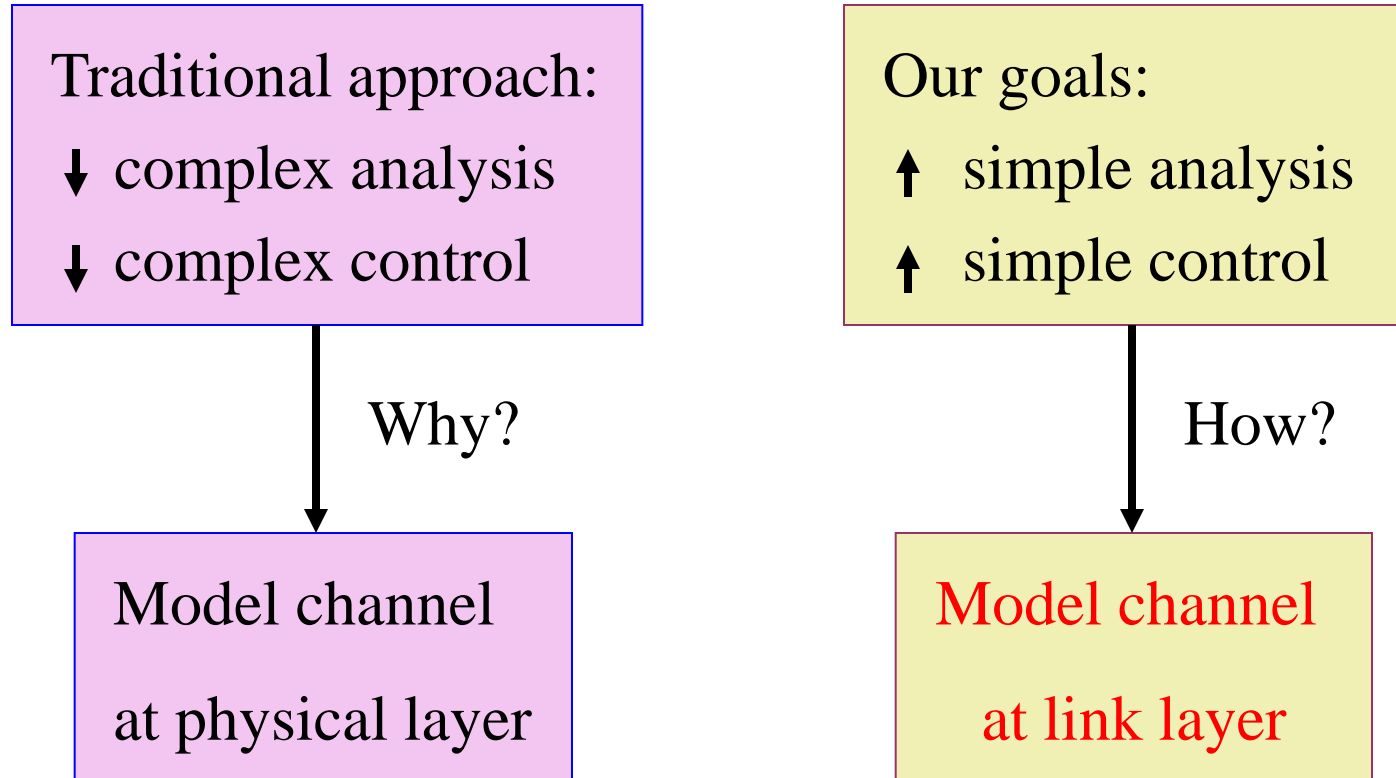 Traditional approach:
complex analysis
complex control
Why?
Model channel
at physical layer
Our goals:
simple analysis
simple control
How?
Model channel
at link layer